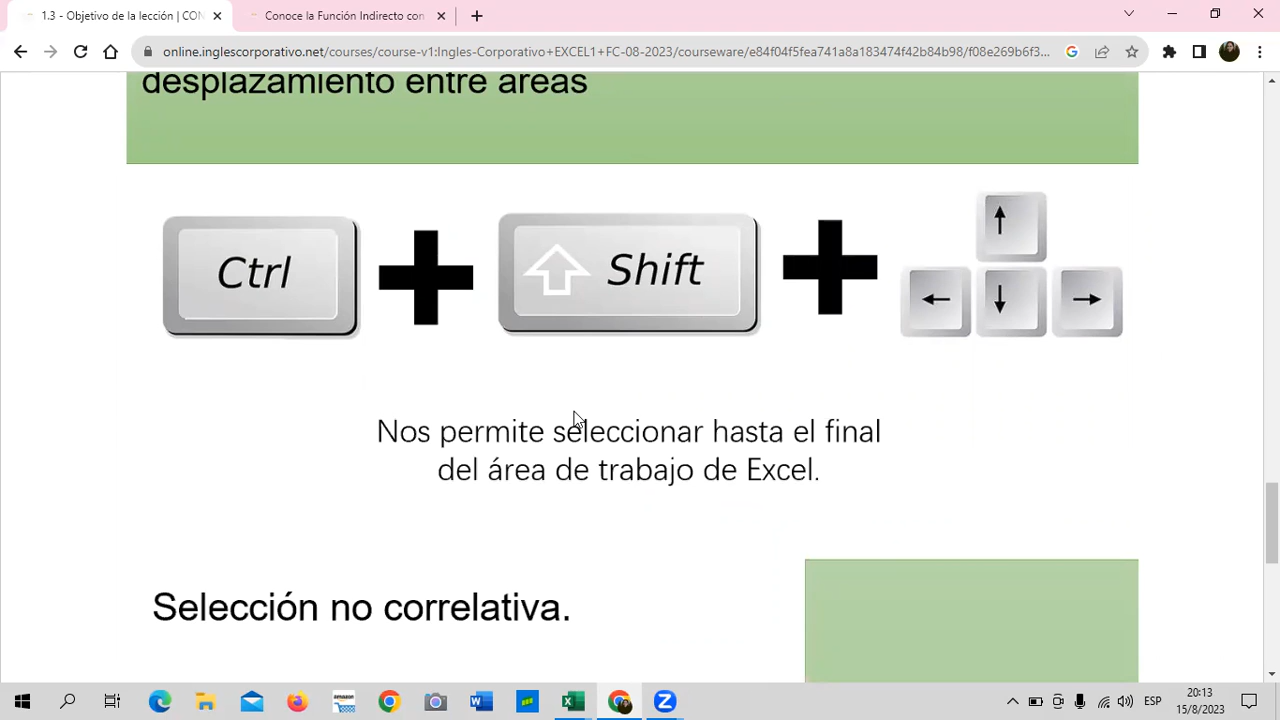 1.3 - Objetivo de la lección | CON
Conoce la Función Indirecto con
online.inglescorporativo.net/courses/course-v1:Ingles-Corporativo+EXCEL1+FC-08-2023/courseware/e84f04f5fea741a8a183474f42b84b98/f08e269b6f3...
desplazamiento entre áreas
Ctrl + Shift +
Nos permite seleccionar hasta el final
del área de trabajo de Excel.
Selección no correlativa.
ESP
20:13
15/8/2023